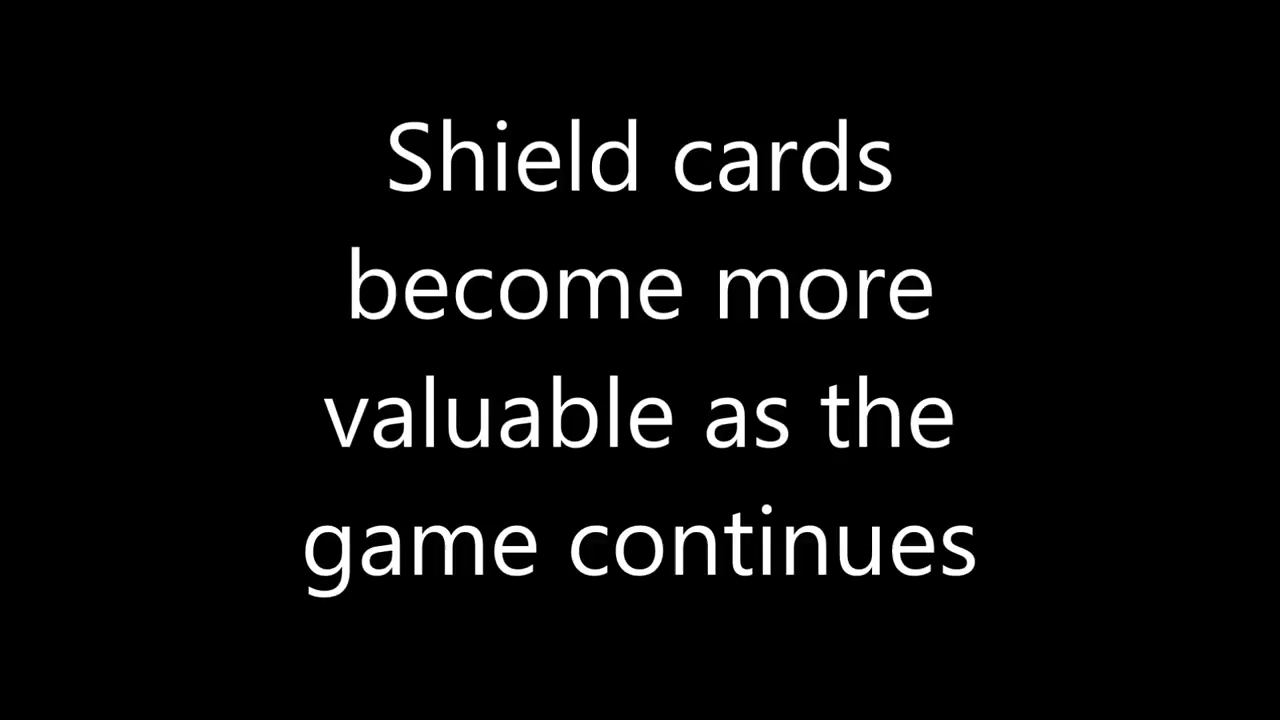 Shield cards
become more
valuable as the
game continues